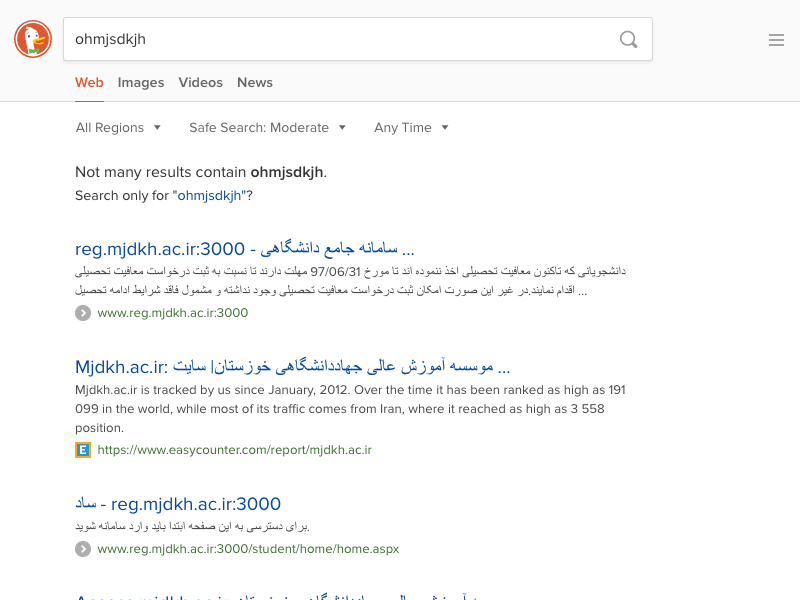 ohmjsdkjh
Web Images Videos News
All Regions Safe Search: Moderate Any Time
Not many results contain ohmjsdkjh.
Search only for "ohmjsdkjh"?
reg.mjdkh.ac.ir:3000 - سامانه جامع دانشگاهی ...
دانشجویانی که تاکنون معافیت تحصیلی اخذ ننموده اند تا مورخ 97/06/31 مهلت دارند تا نسبت به ثبت درخواست معافیت تحصیلی
اقدام نمایند.در غیر این صورت امکان ثبت درخواست معافیت تحصیلی وجود نداشته و مشمول فاقد شرایط ادامه تحصیل ...
www.reg.mjdkh.ac.ir:3000
Mjdkh.ac.ir: موسسه آموزش عالی جهاددانشگاهی خوزستان| سایت ...
Mjdkh.ac.ir is tracked by us since January, 2012. Over the time it has been ranked as high as 191
099 in the world, while most of its traffic comes from Iran, where it reached as high as 3 558
position.
E https://www.easycounter.com/report/mjdkh.ac.ir
ساد - reg.mjdkh.ac.ir:3000
برای دسترسی به این صفحه ابتدا باید وارد سامانه شوید.
www.reg.mjdkh.ac.ir:3000/student/home/home.aspx